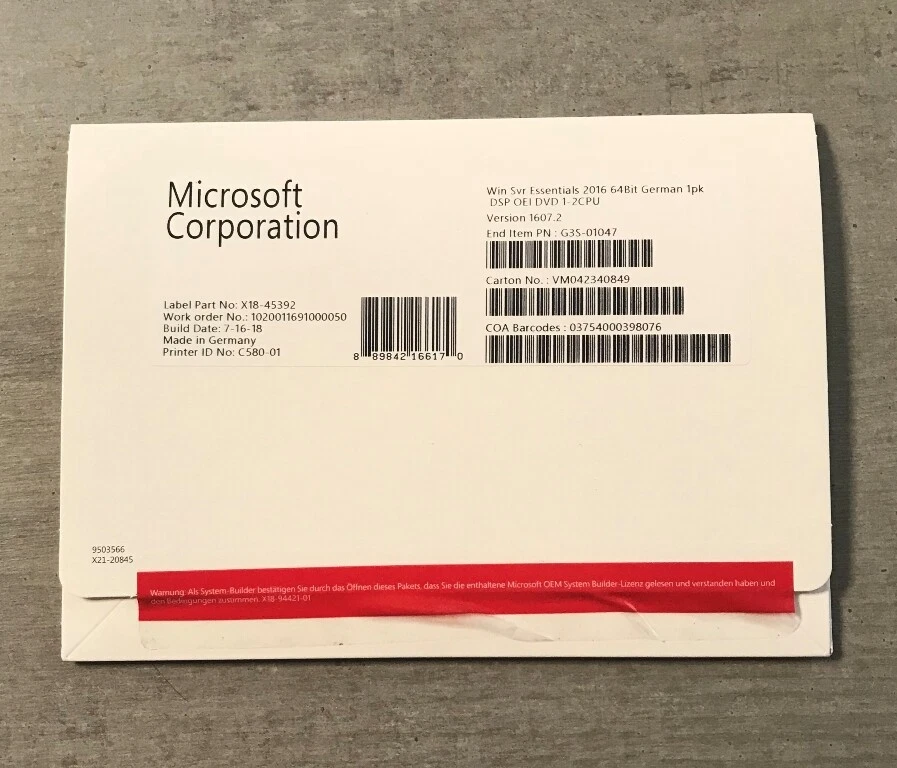 Microsoft
Corporation
Win Svr Essentials 2016 64Bit German 1pk
DSP OEI DVD 1-2CPU
Version 1607.2
End Item PN : G3S-01047
Carton No. : VM042340849
COA Barcodes : 03754000398076
Label Part No: X18-45392
Work order No.: 1020011691000050
Build Date: 7-16-18
Made in Germany
Printer ID No: C580-01
8 89842 16617 0
9503566
X21-20845
Warnung: Als System-Builder bestätigen Sie durch das Öffnen dieses Pakets, dass Sie die enthaltene Microsoft OEM System Builder-Lizenz gelesen und verstanden haben und
den Bedingungen zustimmen. X18-94421-01